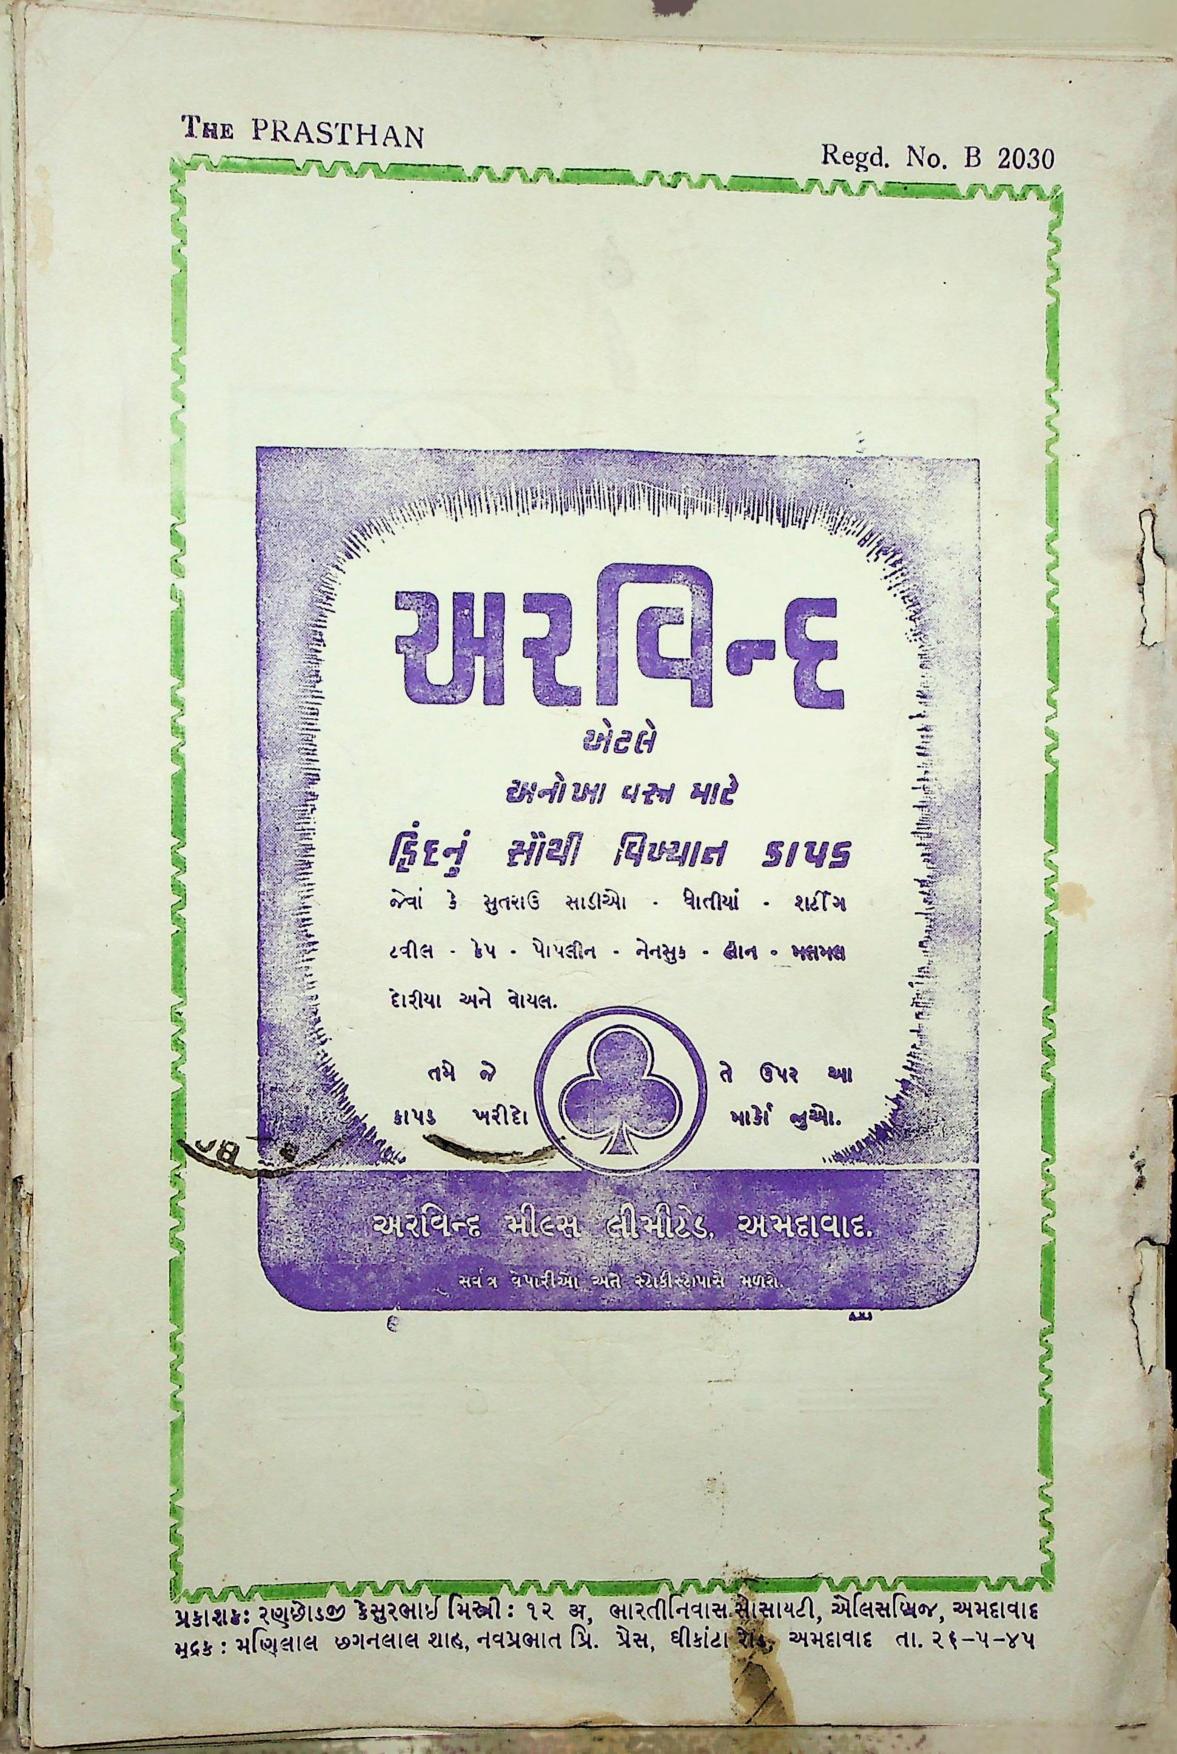 THE PRASTHAN
Regd. No. B 2030
અરવિન્દ
એટલે
અનોખા વસ્ત્ર માટે
હિંદનું સૌથી વિખ્યાત કાપડ
જેવાં કે સુતરાઉ સાડીઓ · ધોતીયાં · શર્ટીંગ
ટવીલ · ક્રેપ · પોપલીન · નેનસુક · લોન · મલમલ
દોરીયા અને વોયલ.
તમે જે
તે ઉપર આ
કાપડ ખરીદો
માર્કો જુઓ.
અરવિન્દ મીલ્સ લીમીટેડ, અમદાવાદ.
સર્વત્ર વેપારીઓ અને સ્ટોકીસ્ટોપાસે મળશે.
પ્રકાશક: રણછોડજી કેસુરભાઈ મિસ્ત્રી : ૧૨ અ, ભારતીનિવાસ સોસાયટી, એલિસબ્રિજ, અમદાવાદ
મુદ્રક : મણિલાલ છગનલાલ શાહ, નવપ્રભાત પ્રિ. પ્રેસ, ઘીકાંટા રોડ, અમદાવાદ તા. ૨૬-૫-૪૫